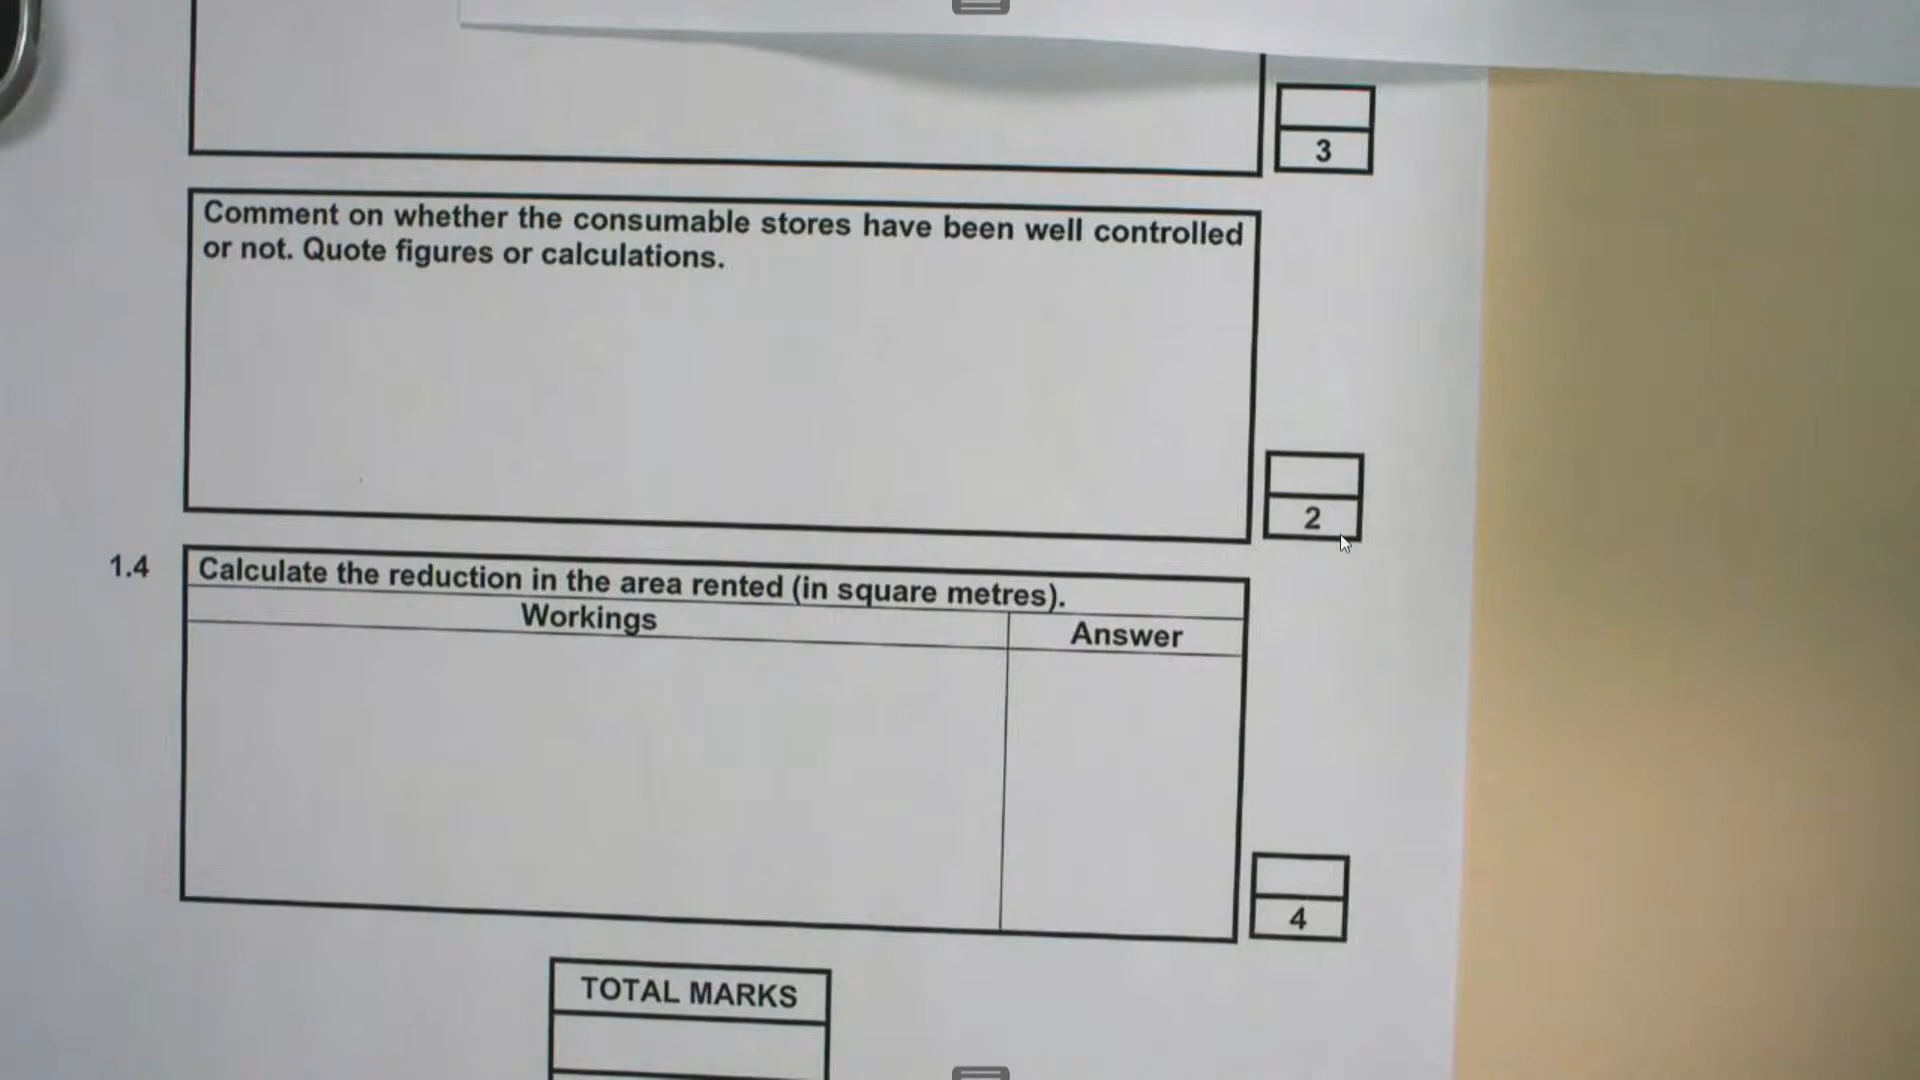 3
Comment on whether the consumable stores have been well controlled
or not. Quote figures or calculations.
2
1.4
Calculate the reduction in the area rented (in square metres).
Workings
Answer
4
TOTAL MARKS